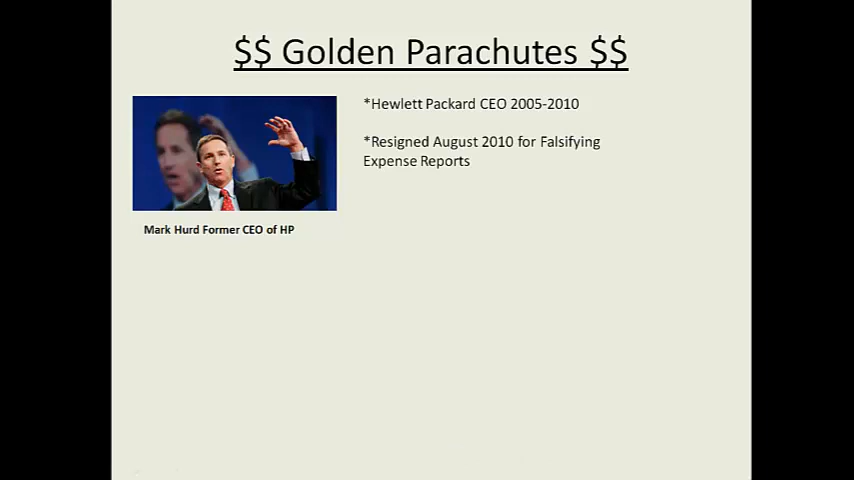 $$ Golden Parachutes $$
*Hewlett Packard CEO 2005-2010
*Resigned August 2010 for Falsifying
Expense Reports
Mark Hurd Former CEO of HP